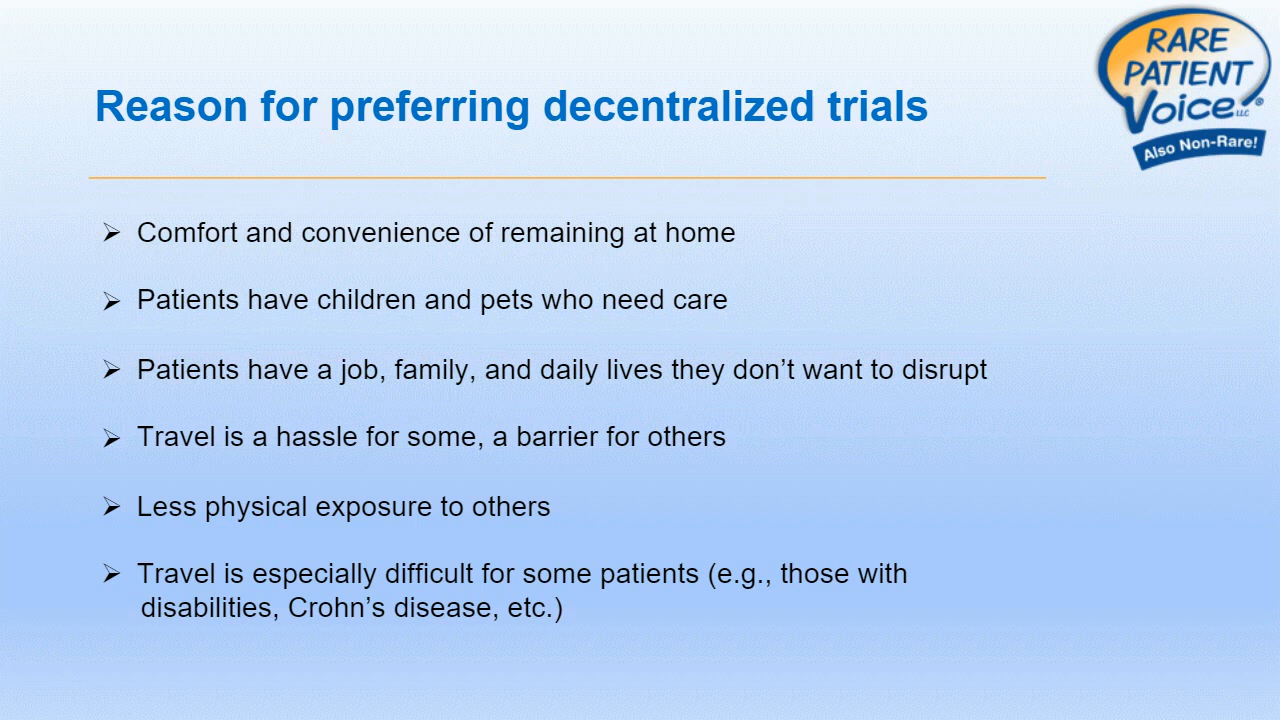 RARE
PATIENT
Voice LLC ®
Also Non-Rare!
Reason for preferring decentralized trials
➢ Comfort and convenience of remaining at home
➢ Patients have children and pets who need care
➢ Patients have a job, family, and daily lives they don’t want to disrupt
➢ Travel is a hassle for some, a barrier for others
➢ Less physical exposure to others
➢ Travel is especially difficult for some patients (e.g., those with
disabilities, Crohn’s disease, etc.)